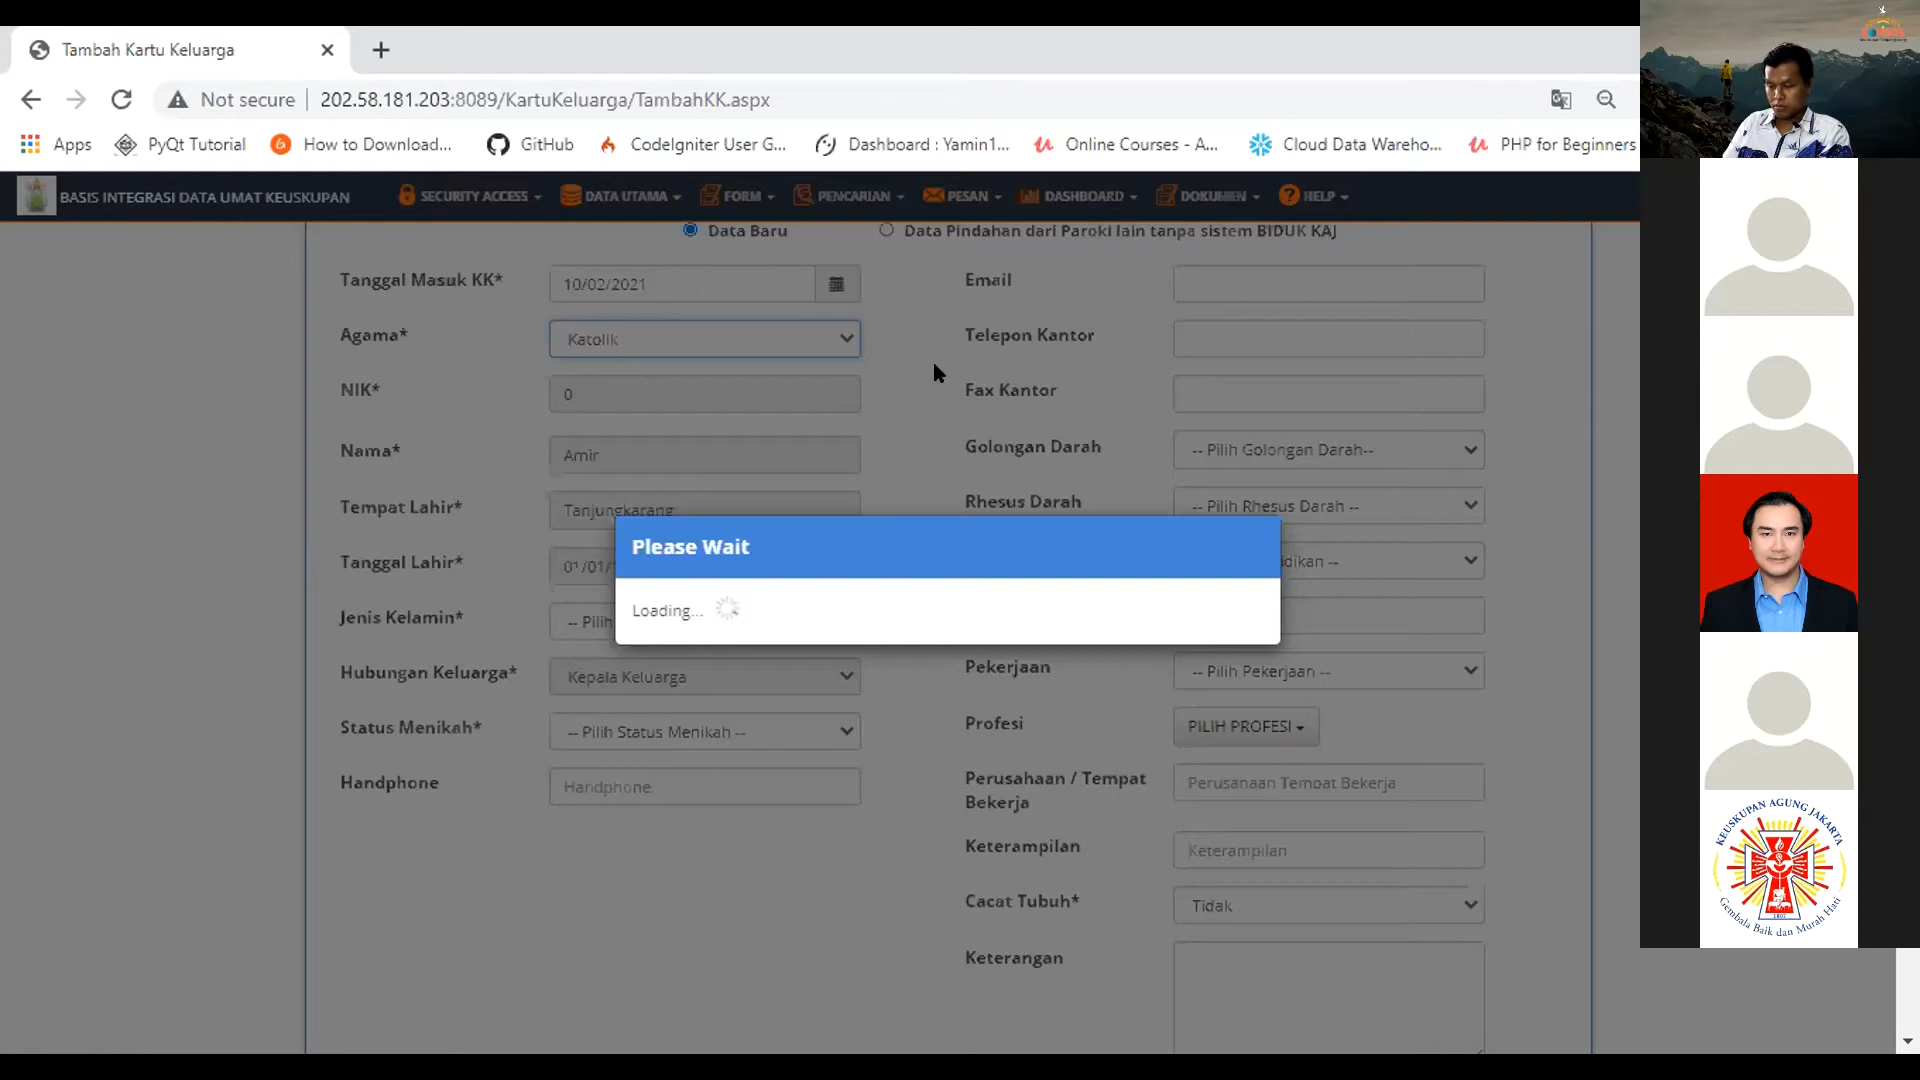 Tambah Kartu Keluarga
Not secure
202.58.181.203:8089/KartuKeluarga/TambahKK.aspx
Apps
PyQt Tutorial
How to Download...
GitHub
CodeIgniter User G...
Dashboard : Yamin1...
Online Courses - A...
Cloud Data Wareho...
PHP for Beginners
BASIS INTEGRASI DATA UMAT KEUSKUPAN
SECURITY ACCESS
DATA UTAMA
FORM
PENCARIAN
PESAN
DASHBOARD
DOKUMEN
HELP
Data Baru
Data Pindahan dari Paroki lain tanpa sistem BIDUK KAJ
Tanggal Masuk KK*
10/02/2021
Agama*
Katolik
NIK*
0
Nama*
Amir
Tempat Lahir*
Tanjungkarang
Tanggal Lahir*
01/01/
Jenis Kelamin*
-- Pilih
Hubungan Keluarga*
Kepala Keluarga
Status Menikah*
-- Pilih Status Menikah --
Handphone
Handphone
Email
Telepon Kantor
Fax Kantor
Golongan Darah
-- Pilih Golongan Darah--
Rhesus Darah
-- Pilih Rhesus Darah --
idikan --
Pekerjaan
-- Pilih Pekerjaan --
Profesi
PILIH PROFESI
Perusahaan / Tempat
Bekerja
Perusahaan Tempat Bekerja
Keterampilan
Keterampilan
Cacat Tubuh*
Tidak
Keterangan
Please Wait
Loading...
KEUSKUPAN AGUNG JAKARTA
1807
Gembala Baik dan Murah Hati